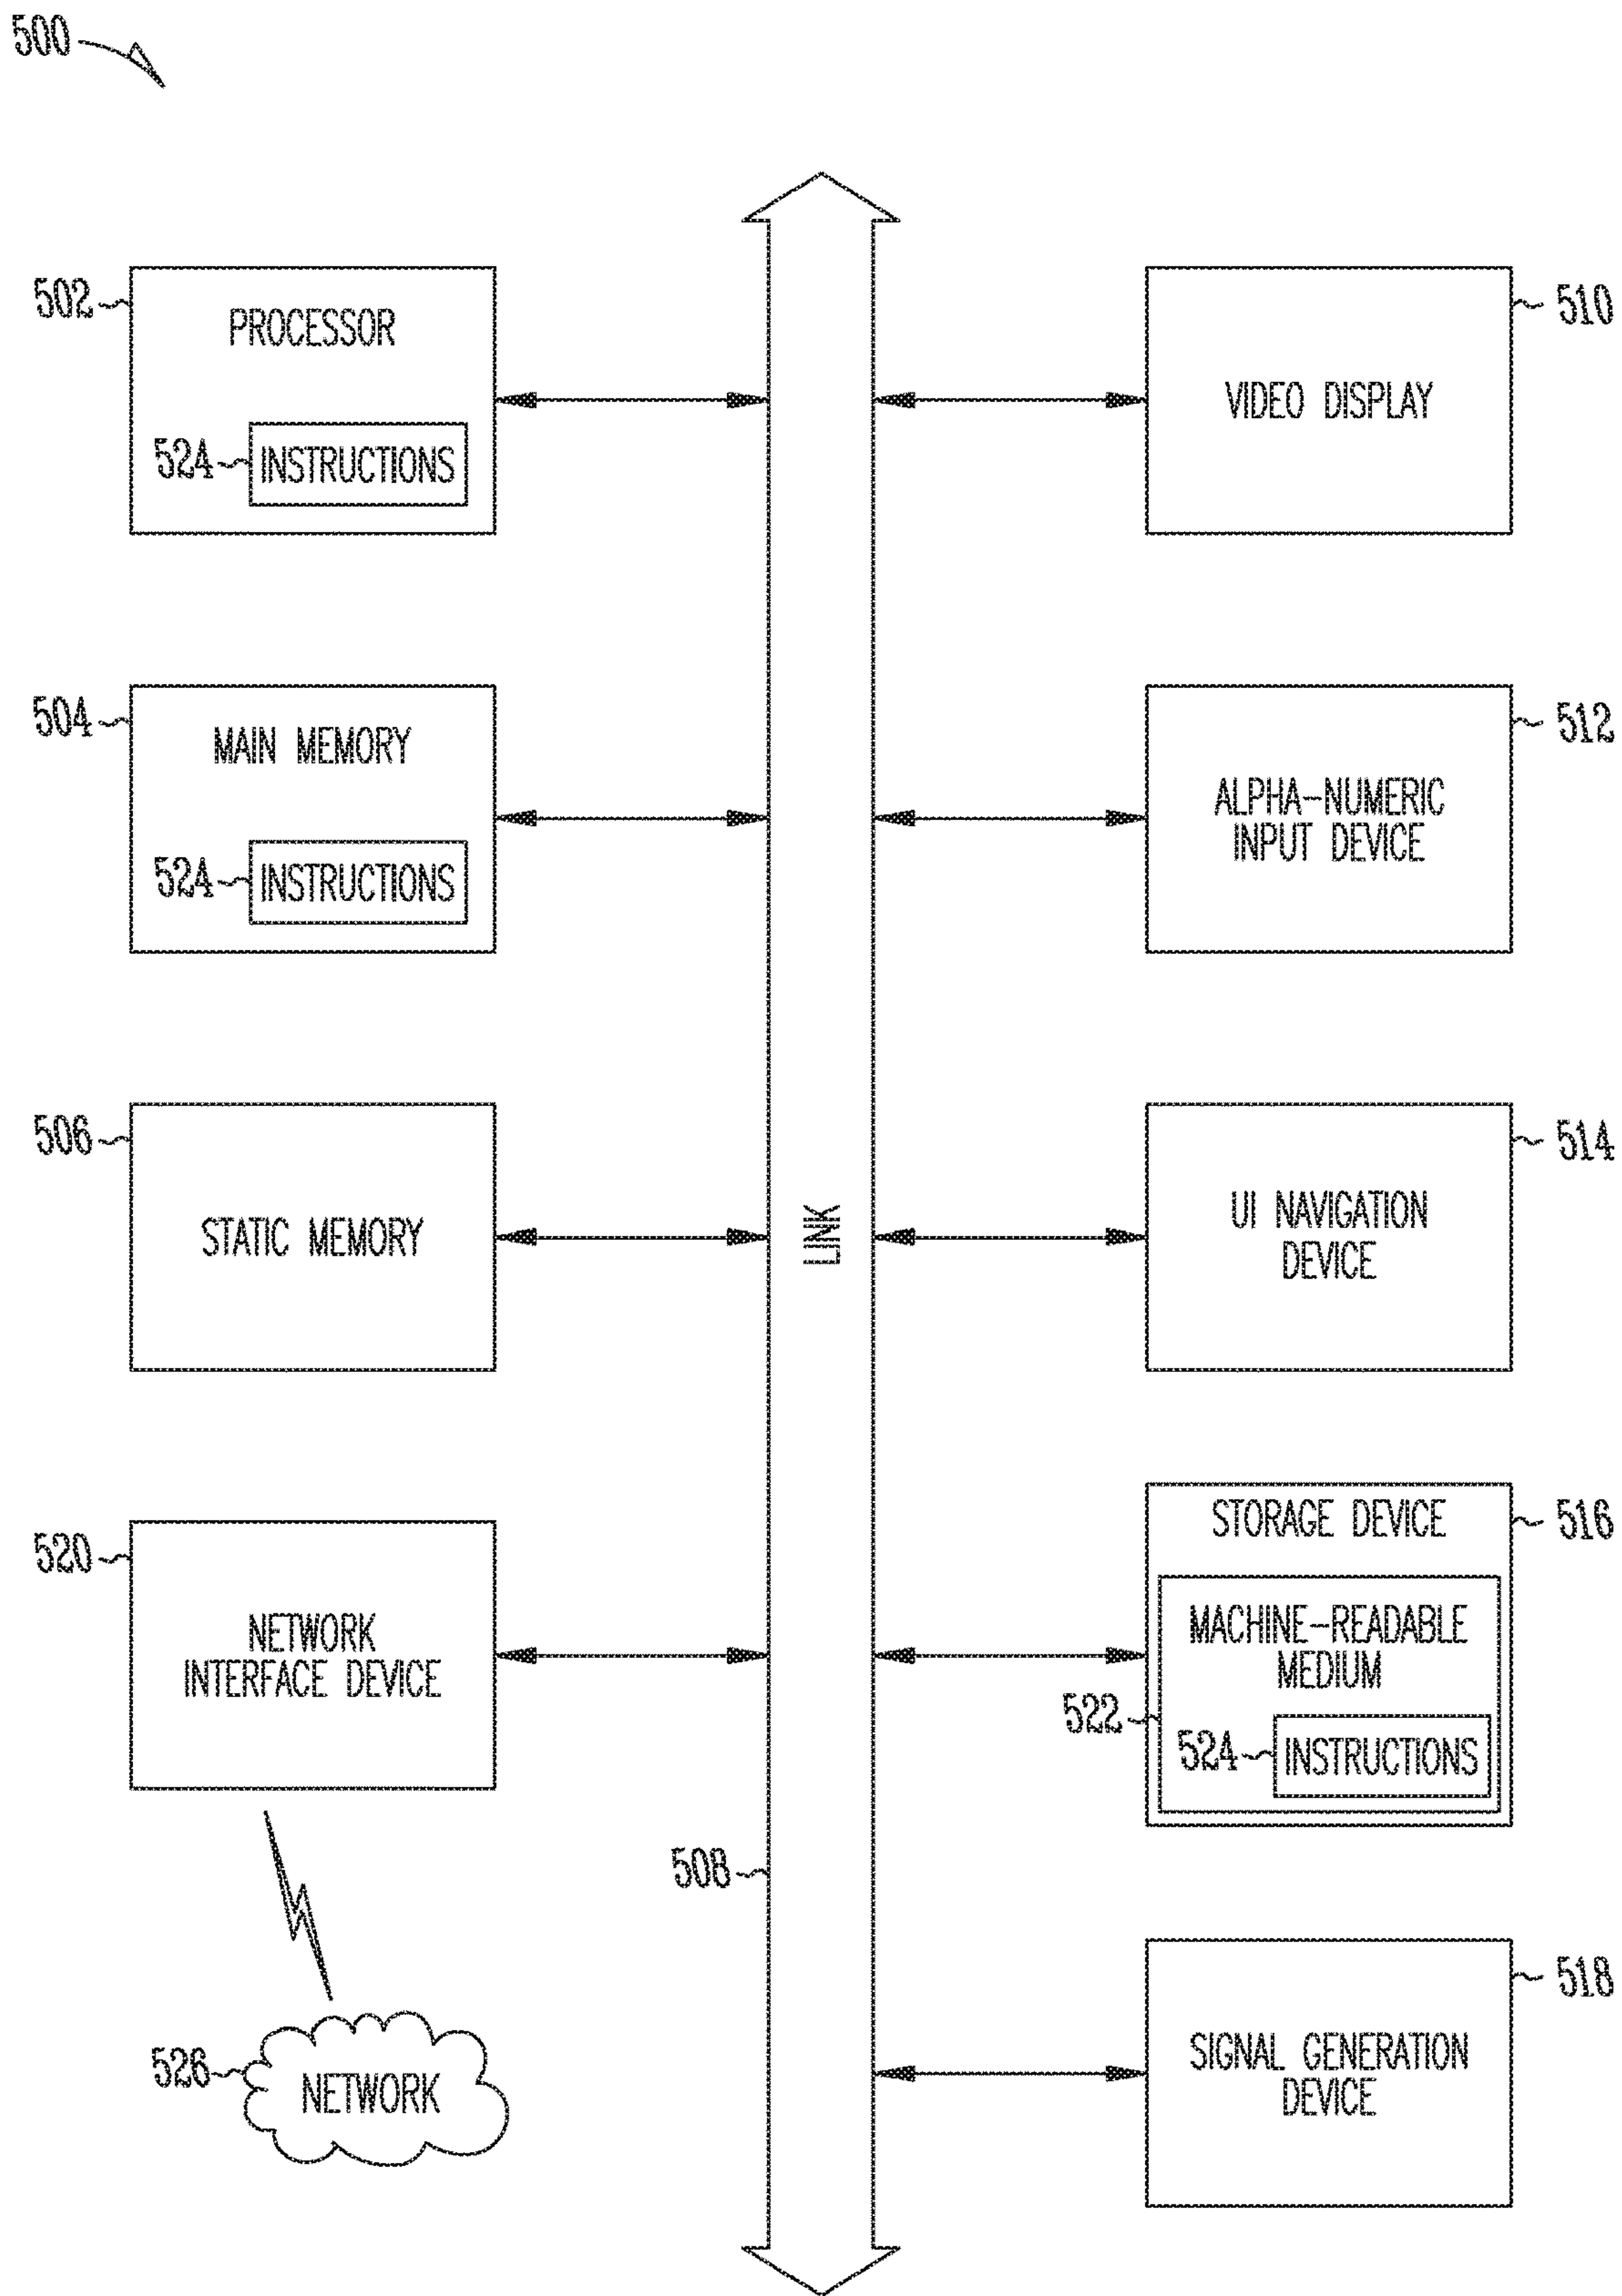 500
502
PROCESSOR
524
INSTRUCTIONS
504
MAIN MEMORY
524
INSTRUCTIONS
506
STATIC MEMORY
520
NETWORK
INTERFACE DEVICE
526
NETWORK
LINK
508
510
VIDEO DISPLAY
512
ALPHA-NUMERIC
INPUT DEVICE
514
UI NAVIGATION
DEVICE
516
STORAGE DEVICE
MACHINE-READABLE
MEDIUM
522
524
INSTRUCTIONS
518
SIGNAL GENERATION
DEVICE